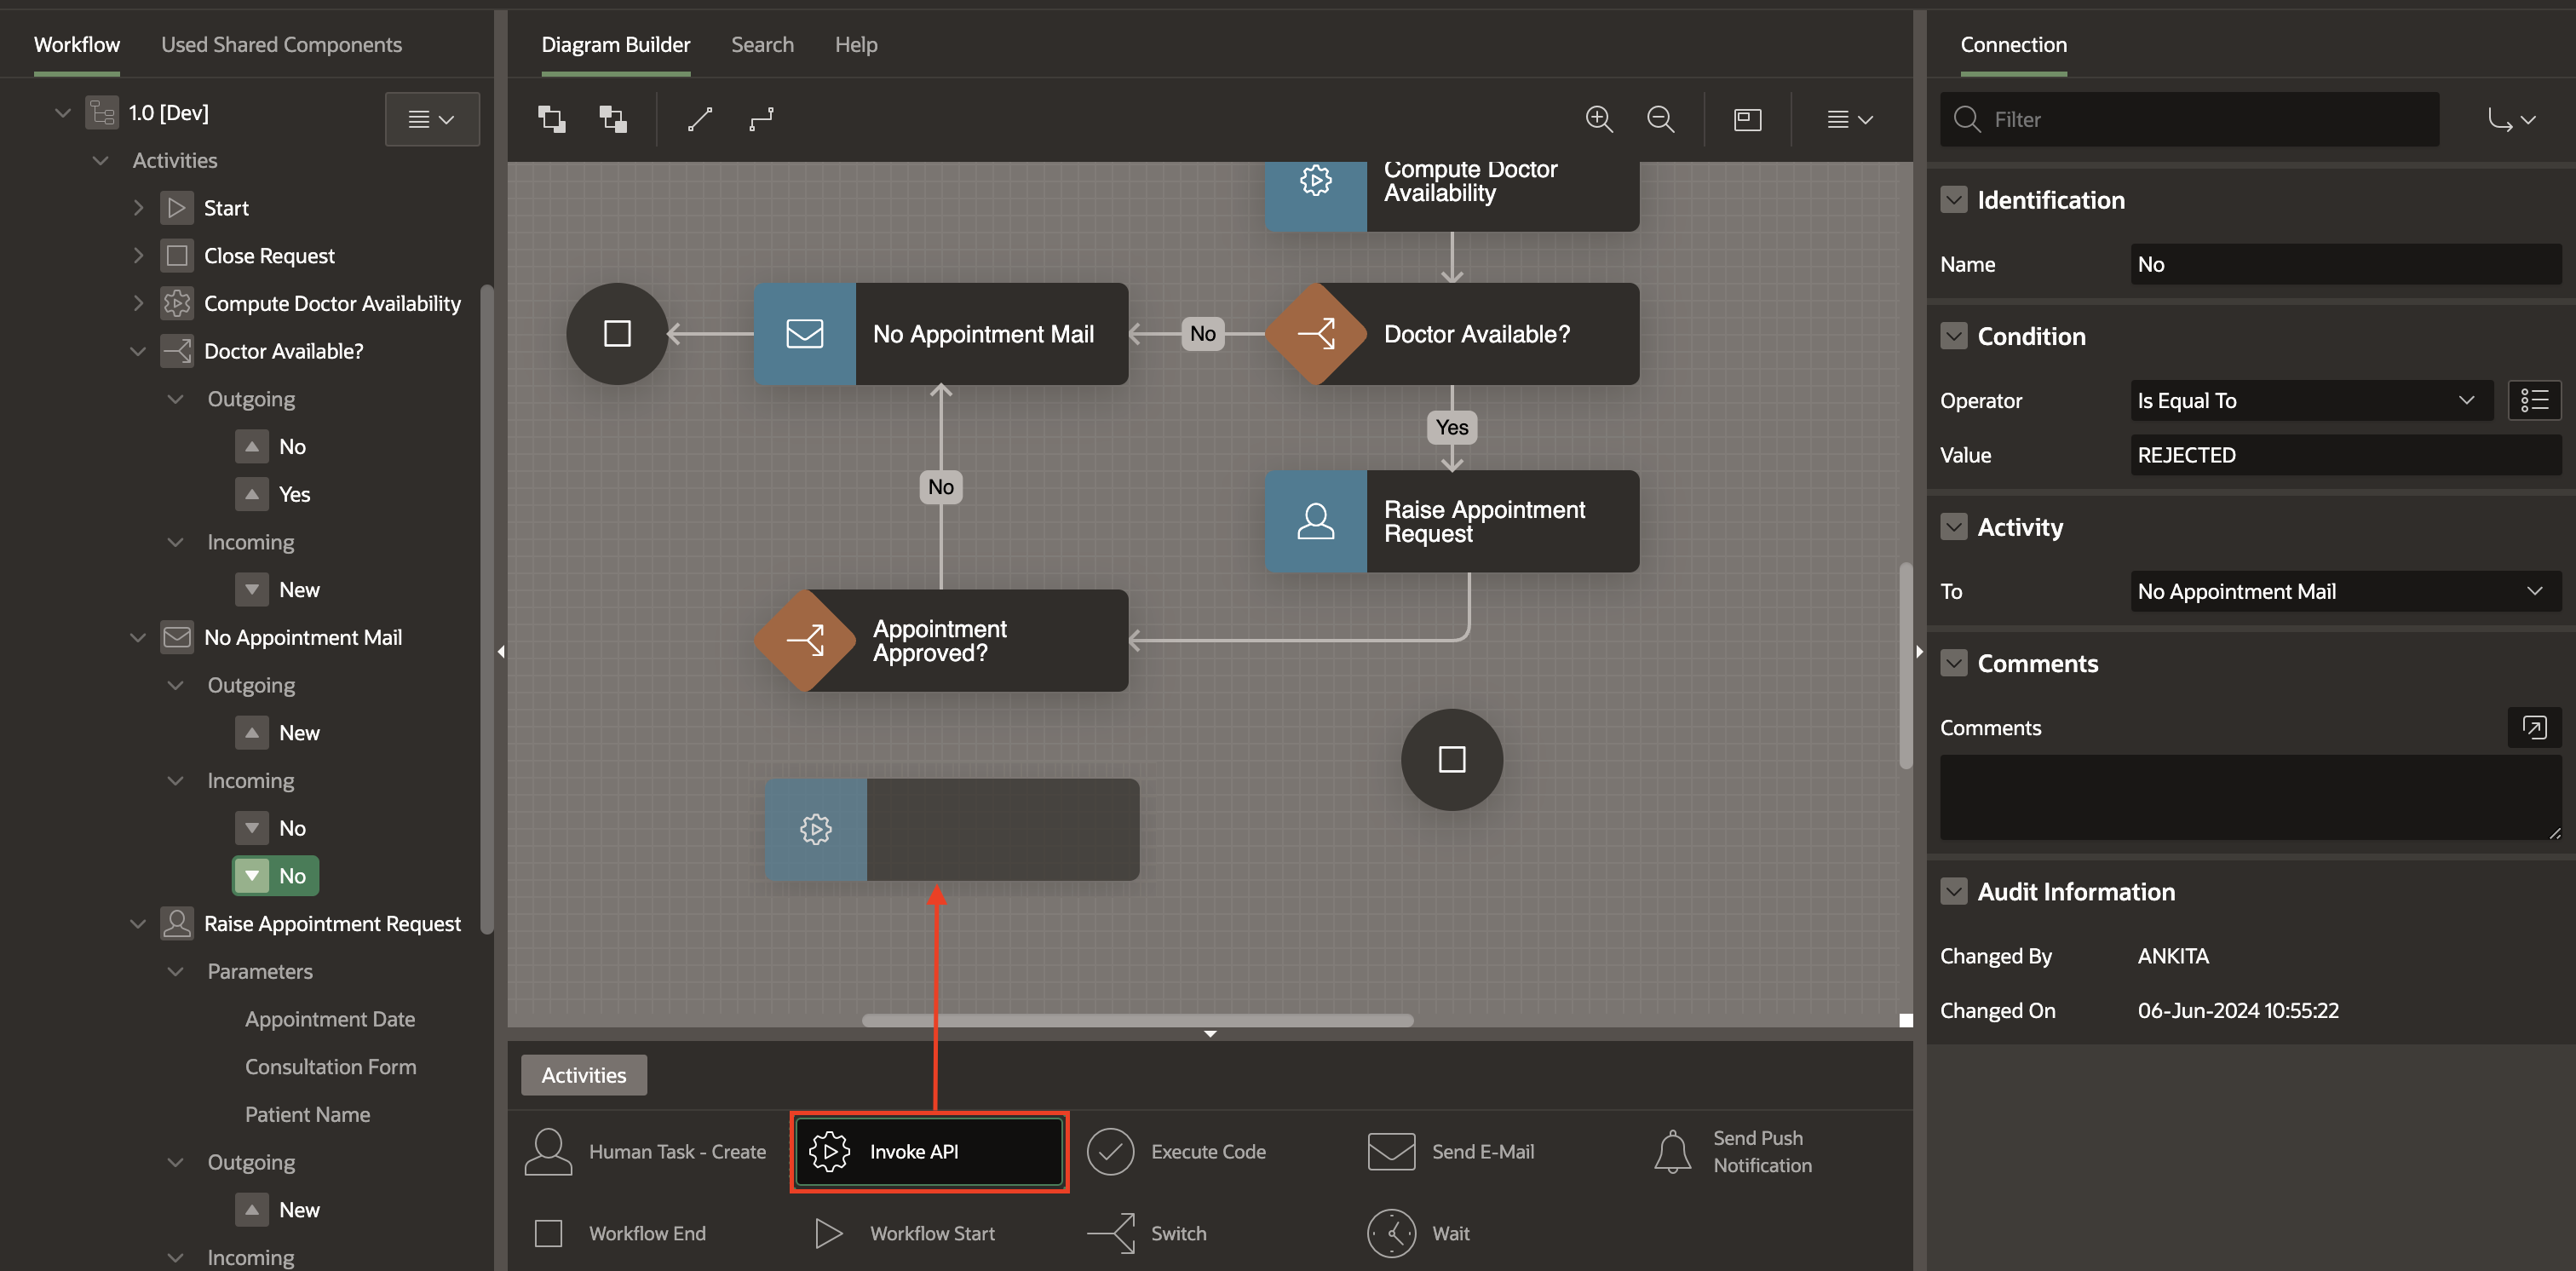 Workflow
Used Shared Components
1.0 [Dev]
Activities
Start
Close Request
Compute Doctor Availability
Doctor Available?
Outgoing
No
Yes
Incoming
New
No Appointment Mail
Outgoing
New
Incoming
No
No
Raise Appointment Request
Parameters
Appointment Date
Consultation Form
Patient Name
Outgoing
New
Incoming
Diagram Builder
Search
Help
Compute Doctor
Availability
No Appointment Mail
No
Doctor Available?
Yes
No
Raise Appointment
Request
Appointment
Approved?
Activities
Human Task - Create
Invoke API
Execute Code
Send E-Mail
Send Push
Notification
Workflow End
Workflow Start
Switch
Wait
Connection
Filter
Identification
Name
No
Condition
Operator
Is Equal To
Value
REJECTED
Activity
To
No Appointment Mail
Comments
Comments
Audit Information
Changed By
ANKITA
Changed On
06-Jun-2024 10:55:22